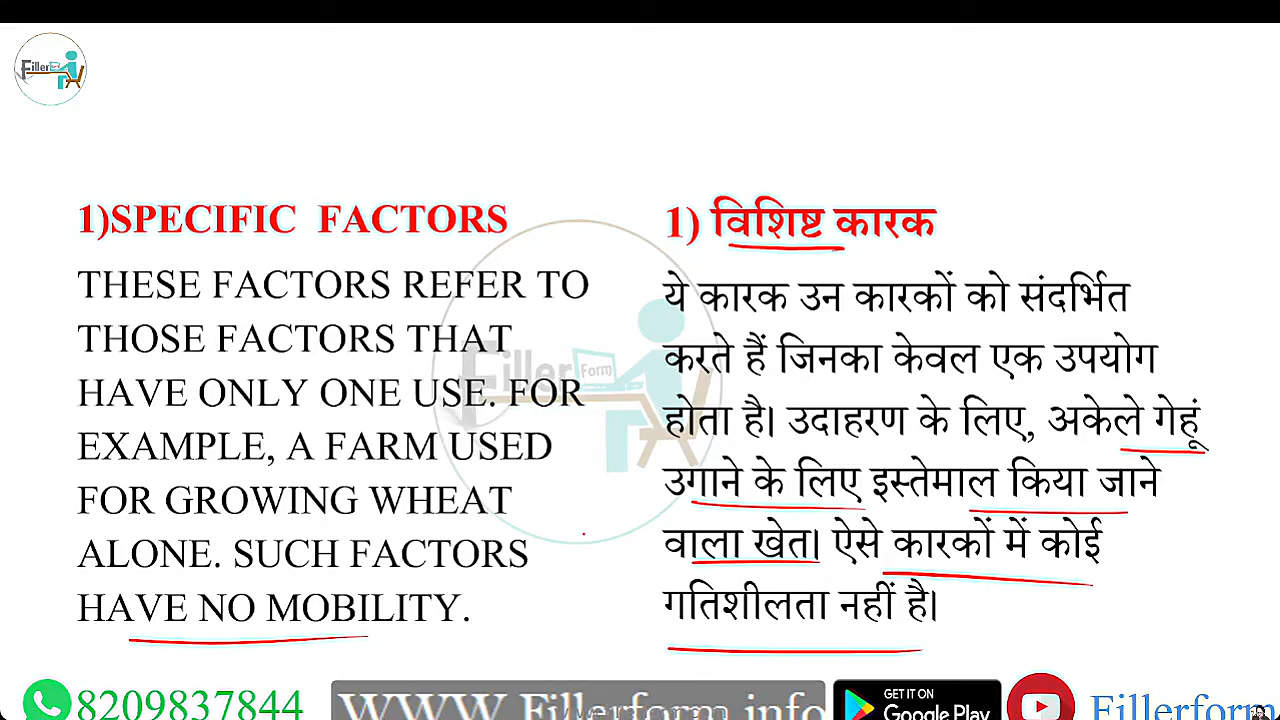 Filler
1)SPECIFIC FACTORS
THESE FACTORS REFER TO
THOSE FACTORS THAT
HAVE ONLY ONE USE. FOR
EXAMPLE, A FARM USED
FOR GROWING WHEAT
ALONE. SUCH FACTORS
HAVE NO MOBILITY.
1) विशिष्ट कारक
ये कारक उन कारकों को संदर्भित
करते हैं जिनका केवल एक उपयोग
होता है। उदाहरण के लिए, अकेले गेहूं
उगाने के लिए इस्तेमाल किया जाने
वाला खेत। ऐसे कारकों में कोई
गतिशीलता नहीं है।
Filler Form
8209837844
WWW.Fillerform.info
GET IT ON
Google Play
Fillerform